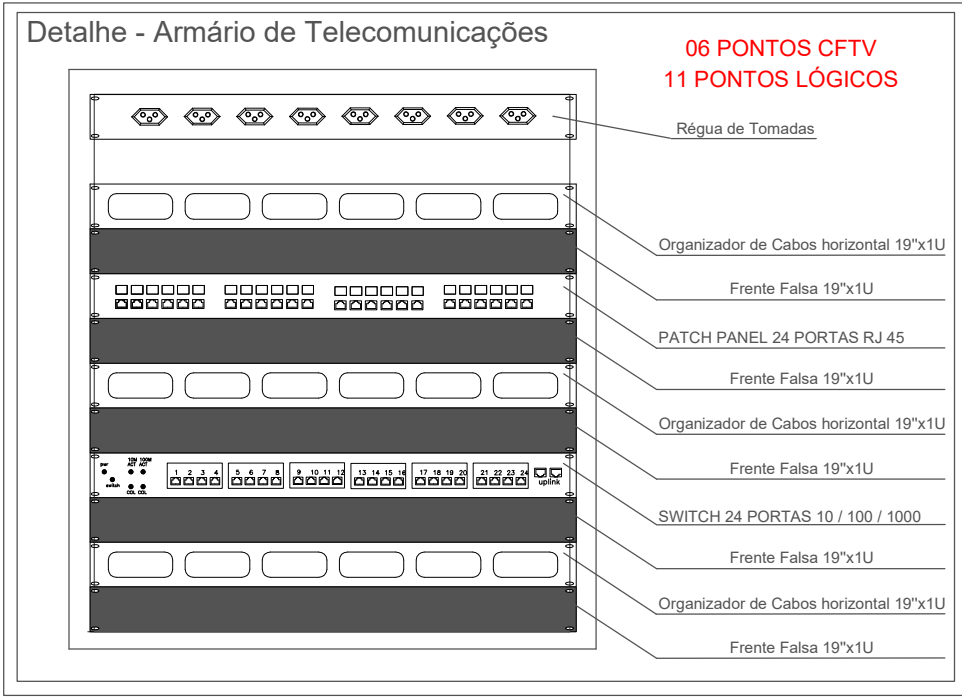 Detalhe - Armário de Telecomunicações
06 PONTOS CFTV
11 PONTOS LÓGICOS
Régua de Tomadas
Organizador de Cabos horizontal 19"x1U
Frente Falsa 19"x1U
PATCH PANEL 24 PORTAS RJ 45
Frente Falsa 19"x1U
Organizador de Cabos horizontal 19"x1U
Frente Falsa 19"x1U
pwr
switch
10M 100M
ACT ACT
COL COL
1 2 3 4 5 6 7 8 9 10 11 12 13 14 15 16 17 18 19 20 21 22 23 24
uplink
SWITCH 24 PORTAS 10 / 100 / 1000
Frente Falsa 19"x1U
Organizador de Cabos horizontal 19"x1U
Frente Falsa 19"x1U